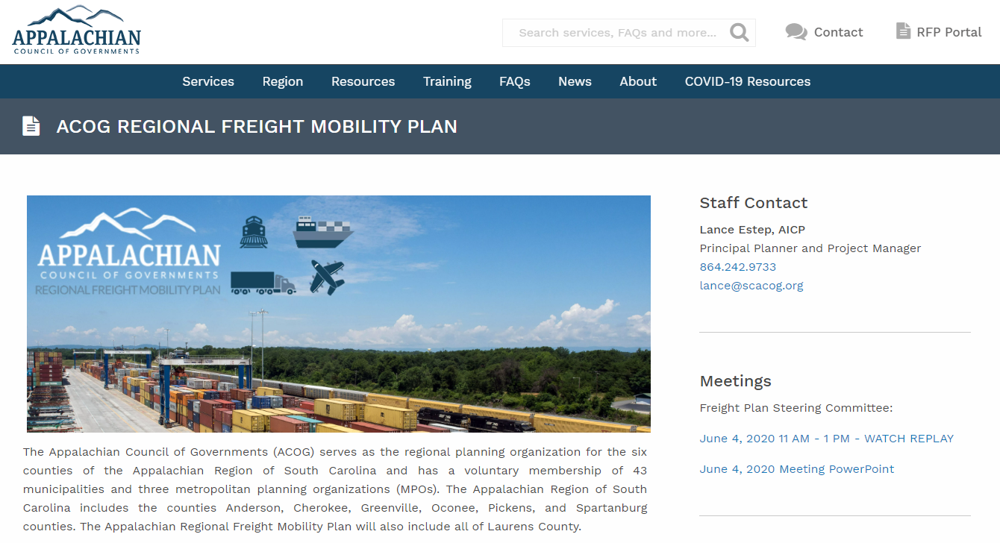 APPALACHIAN
COUNCIL OF GOVERNMENTS
Search services, FAQs and more...
Contact
RFP Portal
Services Region Resources Training FAQs News About COVID-19 Resources
ACOG REGIONAL FREIGHT MOBILITY PLAN
APPALACHIAN
COUNCIL OF GOVERNMENTS
REGIONAL FREIGHT MOBILITY PLAN
The Appalachian Council of Governments (ACOG) serves as the regional planning organization for the six
counties of the Appalachian Region of South Carolina and has a voluntary membership of 43
municipalities and three metropolitan planning organizations (MPOs). The Appalachian Region of South
Carolina includes the counties Anderson, Cherokee, Greenville, Oconee, Pickens, and Spartanburg
counties. The Appalachian Regional Freight Mobility Plan will also include all of Laurens County.
Staff Contact
Lance Estep, AICP
Principal Planner and Project Manager
864.242.9733
lance@scacog.org
Meetings
Freight Plan Steering Committee:
June 4, 2020 11 AM - 1 PM - WATCH REPLAY
June 4, 2020 Meeting PowerPoint